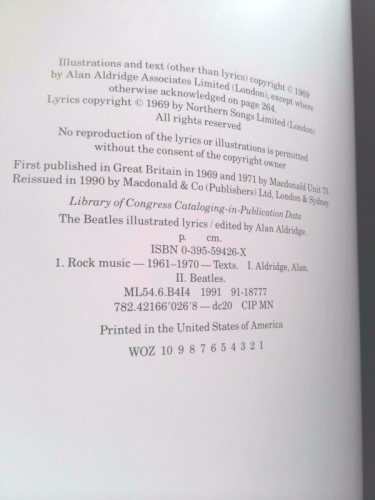 Illustrations and text (other than lyrics) copyright © 1969
by Alan Aldridge Associates Limited (London), except where
otherwise acknowledged on page 264.
Lyrics copyright © 1969 by Northern Songs Limited (London)
All rights reserved
No reproduction of the lyrics or illustrations is permitted
without the consent of the copyright owner
First published in Great Britain in 1969 and 1971 by Macdonald Unit 75.
Reissued in 1990 by Macdonald & Co (Publishers) Ltd, London & Sydney
Library of Congress Cataloging-in-Publication Data
The Beatles illustrated lyrics / edited by Alan Aldridge.
p. cm.
ISBN 0-395-59426-X
1. Rock music — 1961–1970 — Texts. I. Aldridge, Alan.
II. Beatles.
ML54.6.B4I4 1991 91-18777
782.42166'026'8 — dc20 CIP MN
Printed in the United States of America
WOZ 10 9 8 7 6 5 4 3 2 1